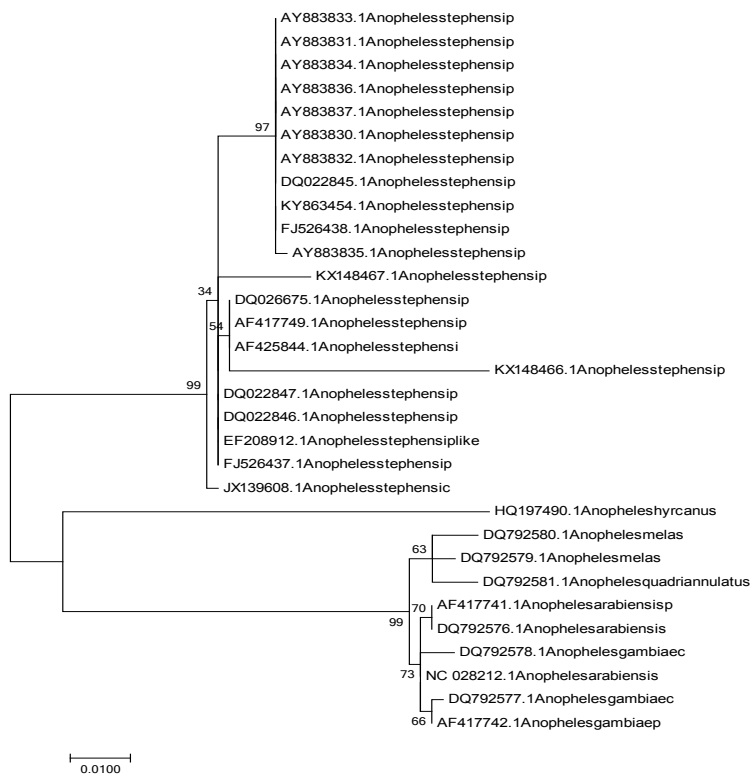 AY883833.1Anophelesstephensip
AY883831.1Anophelesstephensip
AY883834.1Anophelesstephensip
AY883836.1Anophelesstephensip
AY883837.1Anophelesstephensip
AY883830.1Anophelesstephensip
97
AY883832.1Anophelesstephensip
DQ022845.1Anophelesstephensip
KY863454.1Anophelesstephensip
FJ526438.1Anophelesstephensip
AY883835.1Anophelesstephensip
KX148467.1Anophelesstephensip
34
DQ026675.1Anophelesstephensip
54
AF417749.1Anophelesstephensip
AF425844.1Anophelesstephensi
KX148466.1Anophelesstephensip
99
DQ022847.1Anophelesstephensip
DQ022846.1Anophelesstephensip
EF208912.1Anophelesstephensiplike
FJ526437.1Anophelesstephensip
JX139608.1Anophelesstephensic
HQ197490.1Anopheleshyrcanus
DQ792580.1Anophelesmelas
63
DQ792579.1Anophelesmelas
DQ792581.1Anophelesquadriannulatus
70
AF417741.1Anophelesarabiensisp
99
DQ792576.1Anophelesarabiensis
DQ792578.1Anophelesgambiaec
73
NC 028212.1Anophelesarabiensis
DQ792577.1Anophelesgambiaec
66
AF417742.1Anophelesgambiaep
0.0100